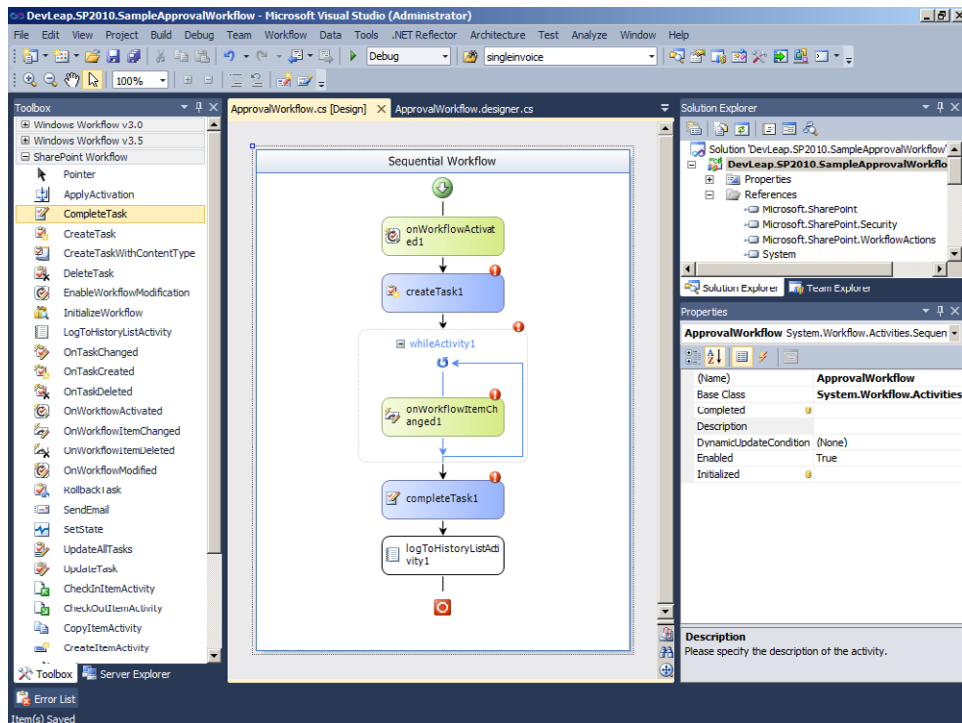 DevLeap.SP2010.SampleApprovalWorkflow - Microsoft Visual Studio (Administrator)
File Edit View Project Build Debug Team Workflow Data Tools .NET Reflector Architecture Test Analyze Window Help
Debug singleinvoice
100%
Toolbox
Windows Workflow v3.0
Windows Workflow v3.5
SharePoint Workflow
Pointer
ApplyActivation
CompleteTask
CreateTask
CreateTaskWithContentType
DeleteTask
EnableWorkflowModification
InitializeWorkflow
LogToHistoryListActivity
OnTaskChanged
OnTaskCreated
OnTaskDeleted
OnWorkflowActivated
OnWorkflowItemChanged
OnWorkflowItemDeleted
OnWorkflowModified
RollbackTask
SendEmail
SetState
UpdateAllTasks
UpdateTask
CheckInItemActivity
CheckOutItemActivity
CopyItemActivity
CreateItemActivity
Toolbox Server Explorer
ApprovalWorkflow.cs [Design] ApprovalWorkflow.designer.cs
Sequential Workflow
onWorkflowActivat
ed1
createTask1
whileActivity1
onWorkflowItemCh
anged1
completeTask1
logToHistoryListActi
vity1
Solution Explorer
Solution 'DevLeap.SP2010.SampleApprovalWorkflow'
DevLeap.SP2010.SampleApprovalWorkflo
Properties
References
Microsoft.SharePoint
Microsoft.SharePoint.Security
Microsoft.SharePoint.WorkflowActions
System
Solution Explorer Team Explorer
Properties
ApprovalWorkflow System.Workflow.Activities.Sequen
(Name) ApprovalWorkflow
Base Class System.Workflow.Activities
Completed
Description
DynamicUpdateCondition (None)
Enabled True
Initialized
Description
Please specify the description of the activity.
Error List
Item(s) Saved